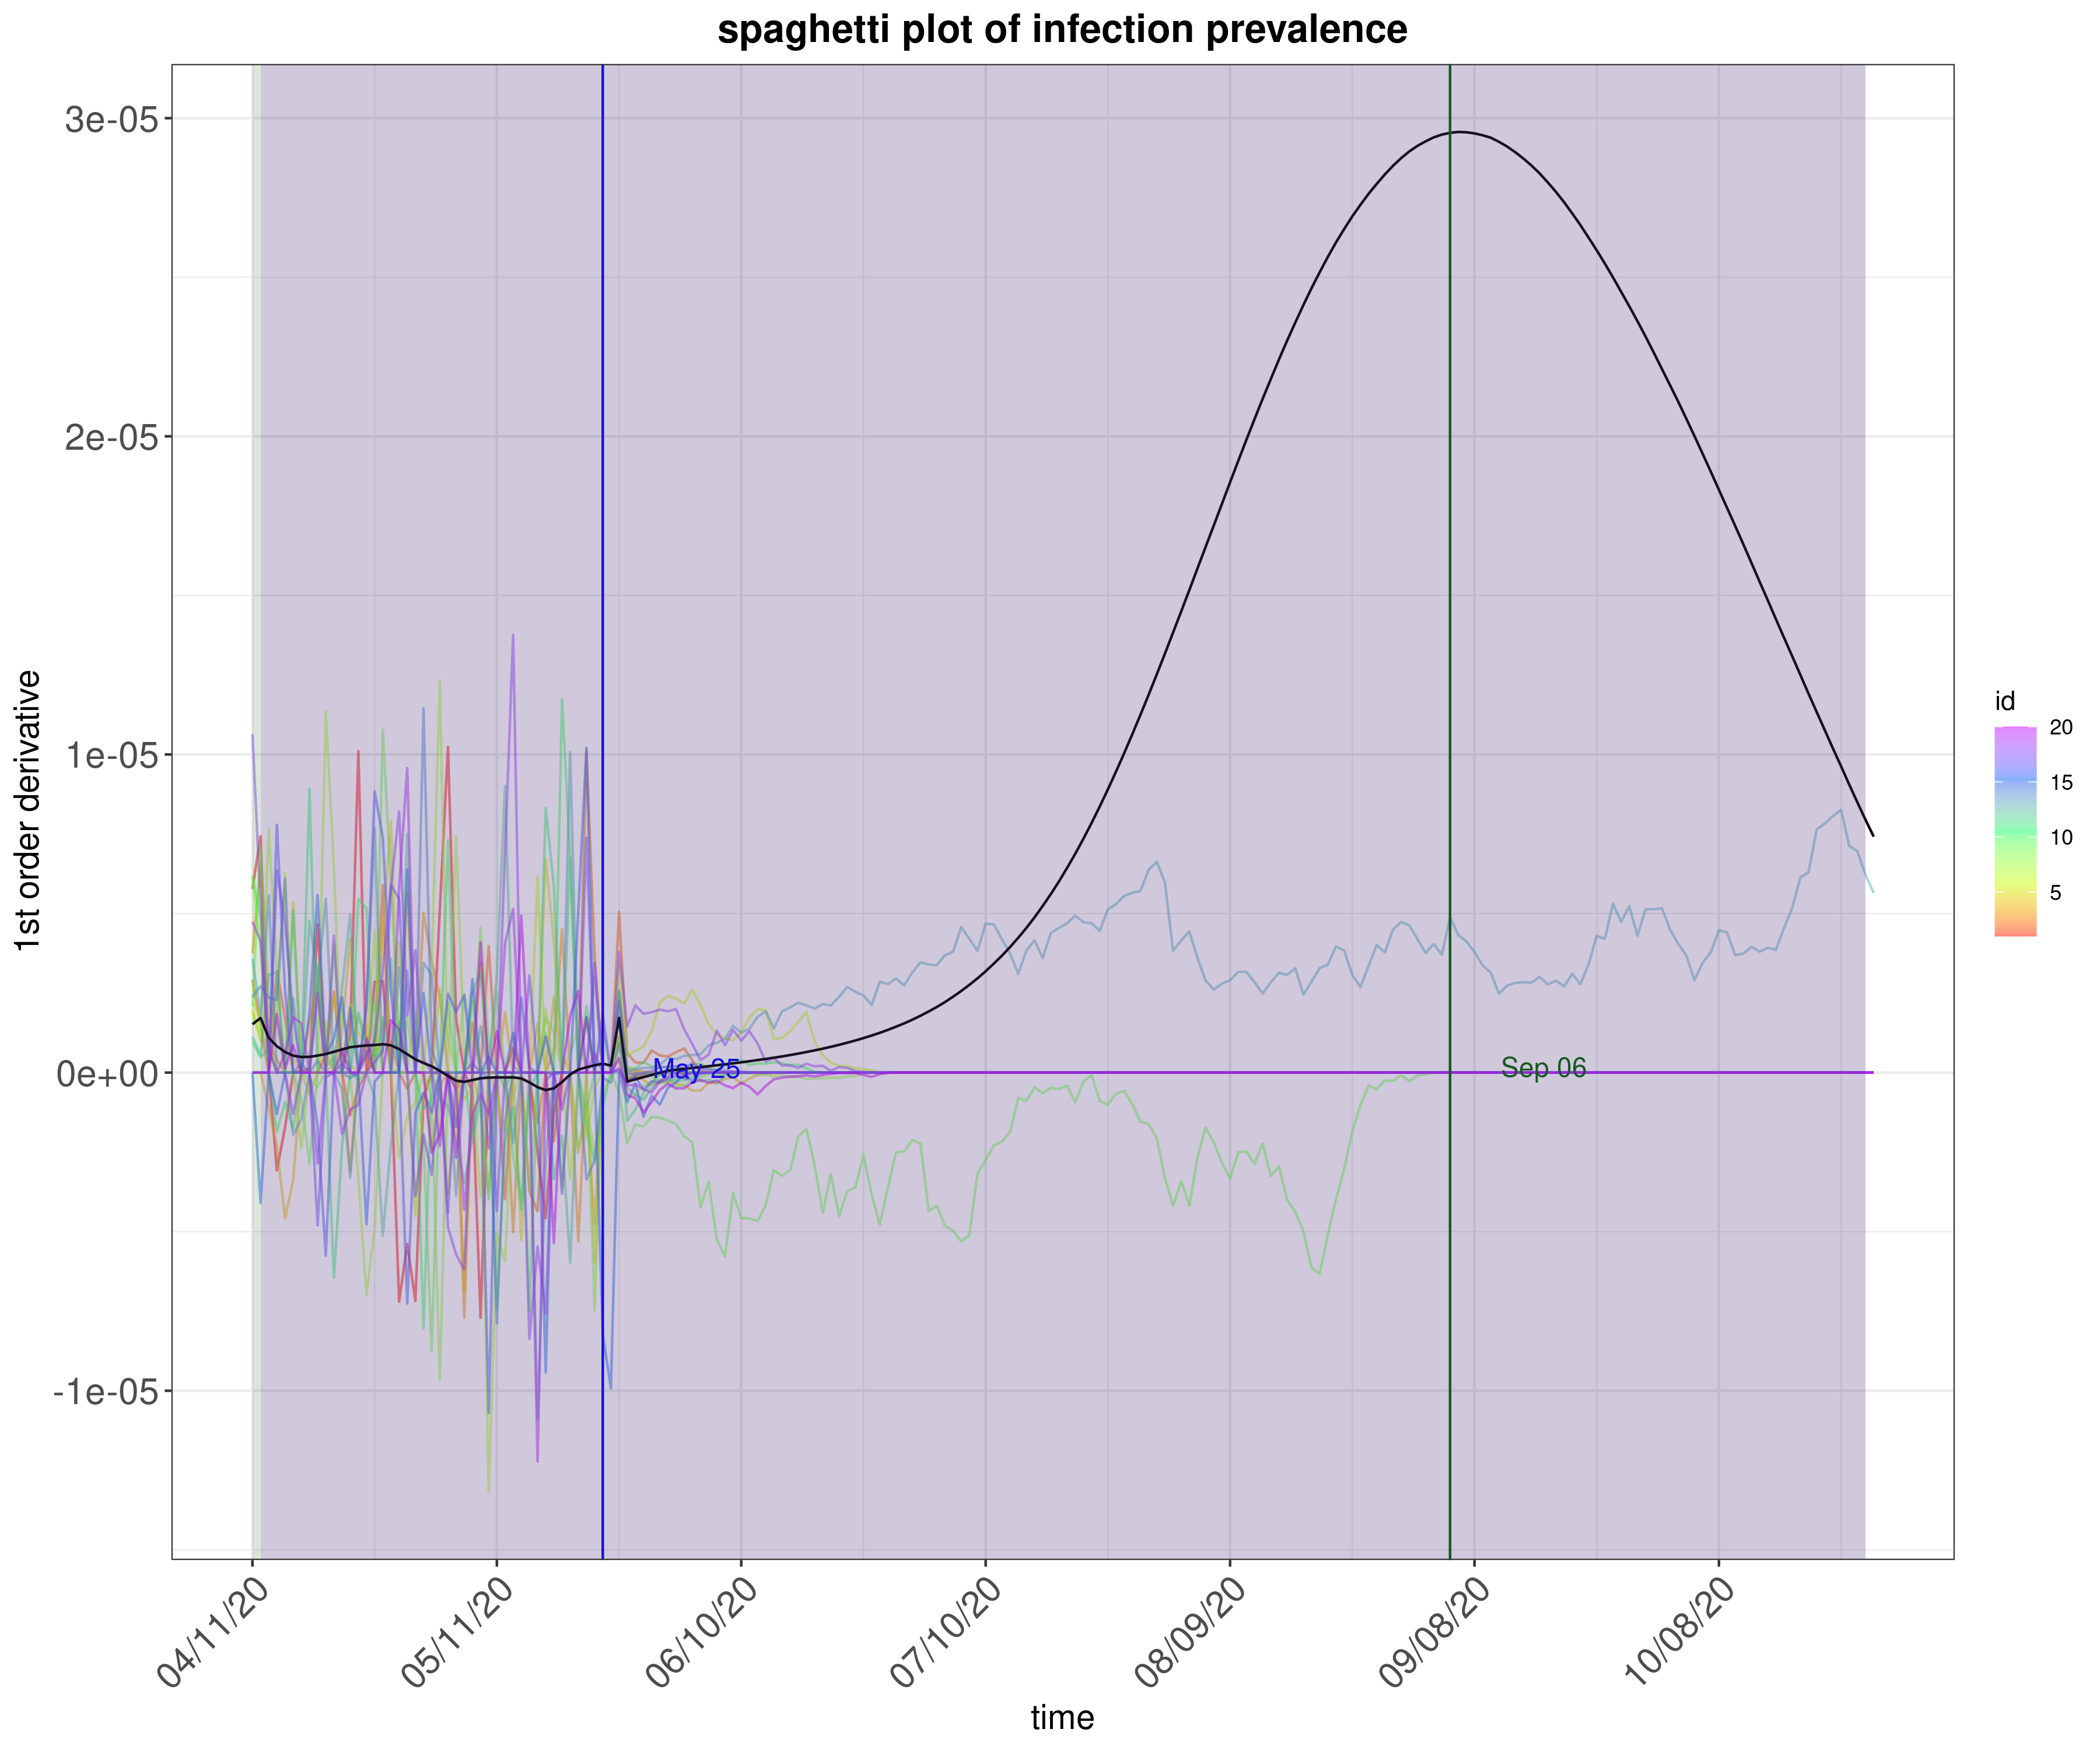 spaghetti plot of infection prevalence
3e-05
2e-05
1e-05
0e+00
-1e-05
1st order derivative
May 25
Sep 06
id
20
15
10
5
04/11/20
05/11/20
06/10/20
07/10/20
08/09/20
09/08/20
10/08/20
time